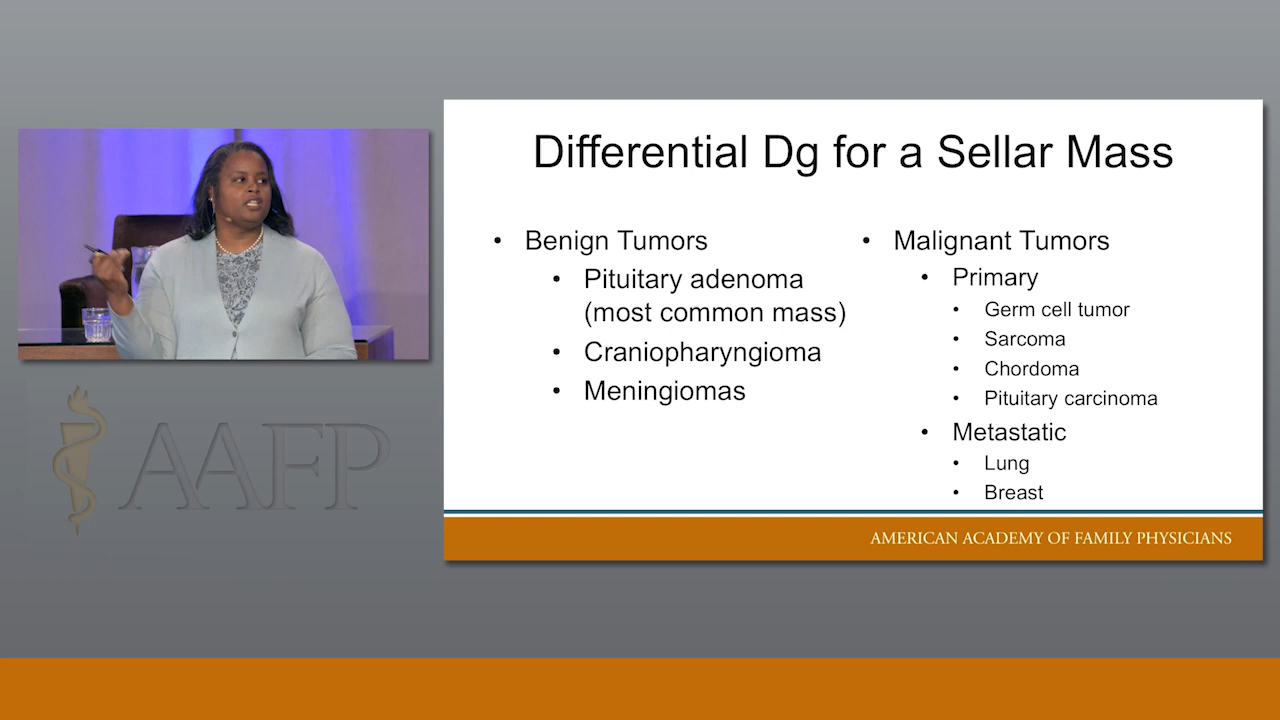 AAFP
Differential Dg for a Sellar Mass
• Benign Tumors
• Pituitary adenoma
(most common mass)
• Craniopharyngioma
• Meningiomas
• Malignant Tumors
• Primary
• Germ cell tumor
• Sarcoma
• Chordoma
• Pituitary carcinoma
• Metastatic
• Lung
• Breast
AMERICAN ACADEMY OF FAMILY PHYSICIANS